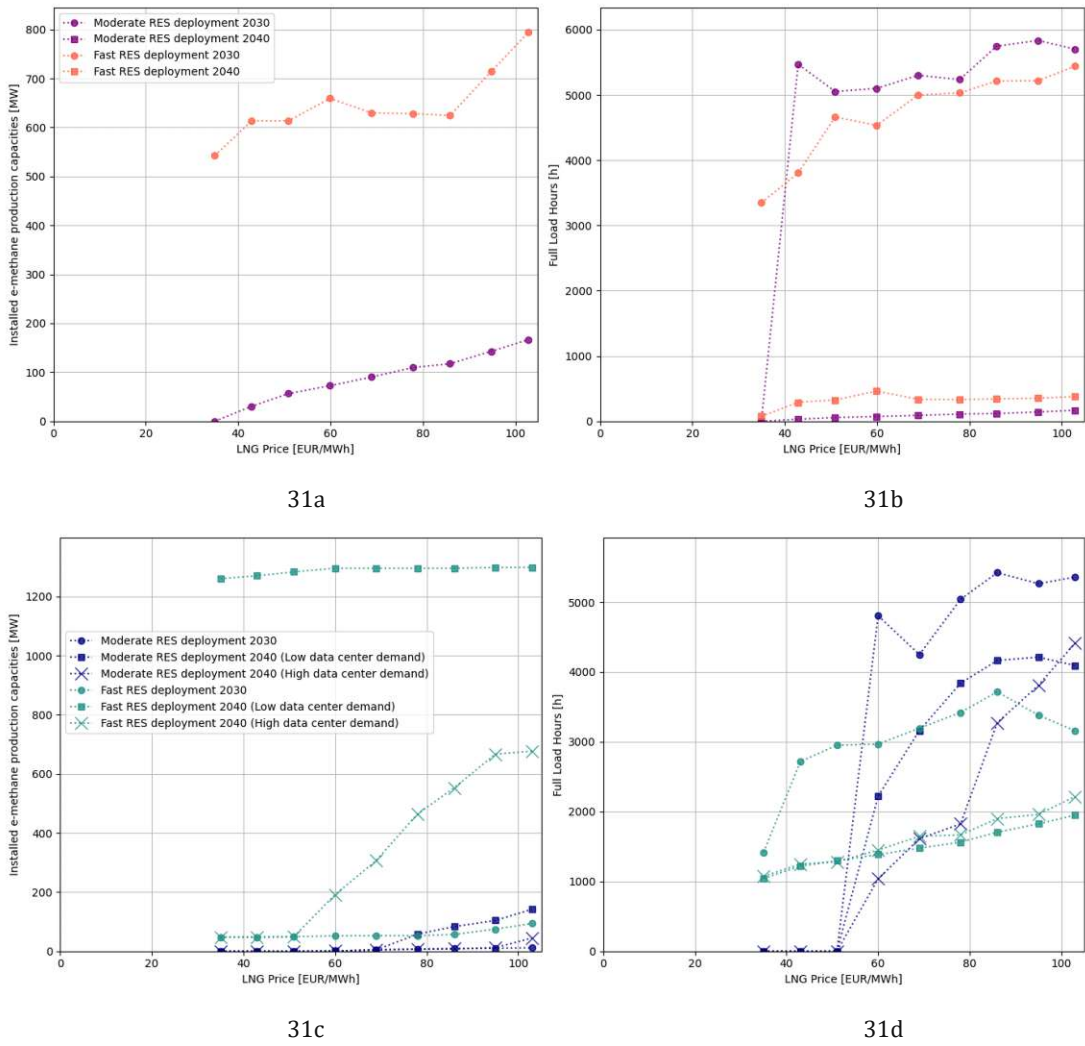 Installed e-methane production capacities [MW]
800
700
600
500
400
300
200
100
0
0
20
40
60
80
100
LNG Price [EUR/MWh]
Moderate RES deployment 2030
Moderate RES deployment 2040
Fast RES deployment 2030
Fast RES deployment 2040
31a
Full Load Hours [h]
6000
5000
4000
3000
2000
1000
0
0
20
40
60
80
100
LNG Price [EUR/MWh]
31b
Installed e-methane production capacities [MW]
1200
1000
800
600
400
200
0
0
20
40
60
80
100
LNG Price [EUR/MWh]
Moderate RES deployment 2030
Moderate RES deployment 2040 (Low data center demand)
Moderate RES deployment 2040 (High data center demand)
Fast RES deployment 2030
Fast RES deployment 2040 (Low data center demand)
Fast RES deployment 2040 (High data center demand)
31c
Full Load Hours [h]
5000
4000
3000
2000
1000
0
0
20
40
60
80
100
LNG Price [EUR/MWh]
31d